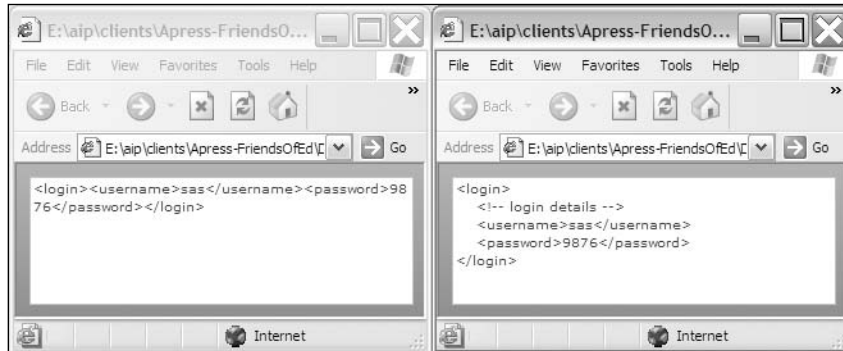 E:\aip\clients\Apress-FriendsO...
File Edit View Favorites Tools Help
Back
»
Address E:\aip\clients\Apress-FriendsOfEd\D Go
<login><username>sas</username><password>98
76</password></login>
Internet
E:\aip\clients\Apress-FriendsO...
File Edit View Favorites Tools Help
Back
»
Address E:\aip\clients\Apress-FriendsOfEd\D Go
<login>
<!-- login details -->
<username>sas</username>
<password>9876</password>
</login>
Internet